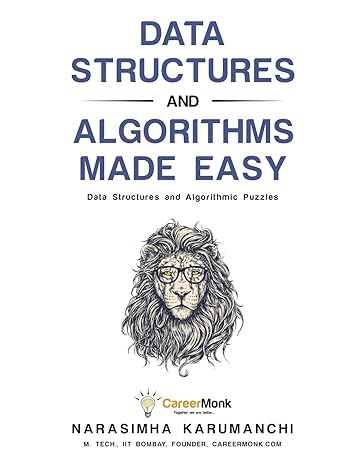 DATA
STRUCTURES
AND
ALGORITHMS
MADE EASY
Data Structures and Algorithmic Puzzles
CareerMonk
Together we are better...
NARASIMHA KARUMANCHI
M. TECH., IIT BOMBAY, FOUNDER, CAREERMONK.COM